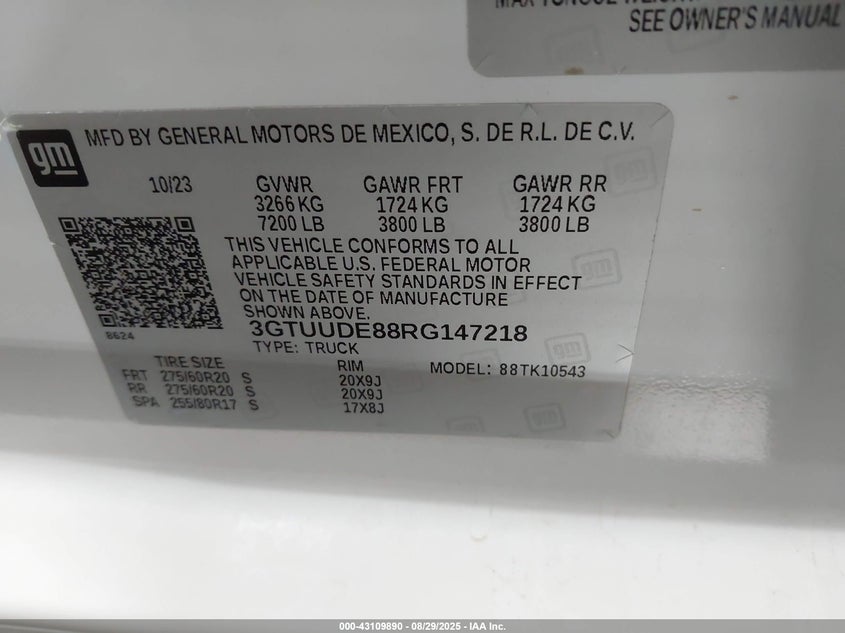 SEE OWNER'S MANUAL
gm
MFD BY GENERAL MOTORS DE MEXICO, S. DE R.L. DE C.V.
10/23 GVWR GAWR FRT GAWR RR
3266 KG 1724 KG 1724 KG
7200 LB 3800 LB 3800 LB
THIS VEHICLE CONFORMS TO ALL
APPLICABLE U.S. FEDERAL MOTOR
VEHICLE SAFETY STANDARDS IN EFFECT
ON THE DATE OF MANUFACTURE
SHOWN ABOVE.
8624
3GTUUDE88RG147218
TYPE: TRUCK
MODEL: 88TK10543
TIRE SIZE RIM
FRT 275/60R20 S 20X9J
RR 275/60R20 S 20X9J
SPA 255/80R17 S 17X8J
000-43109890 - 08/29/2025 - IAA Inc.